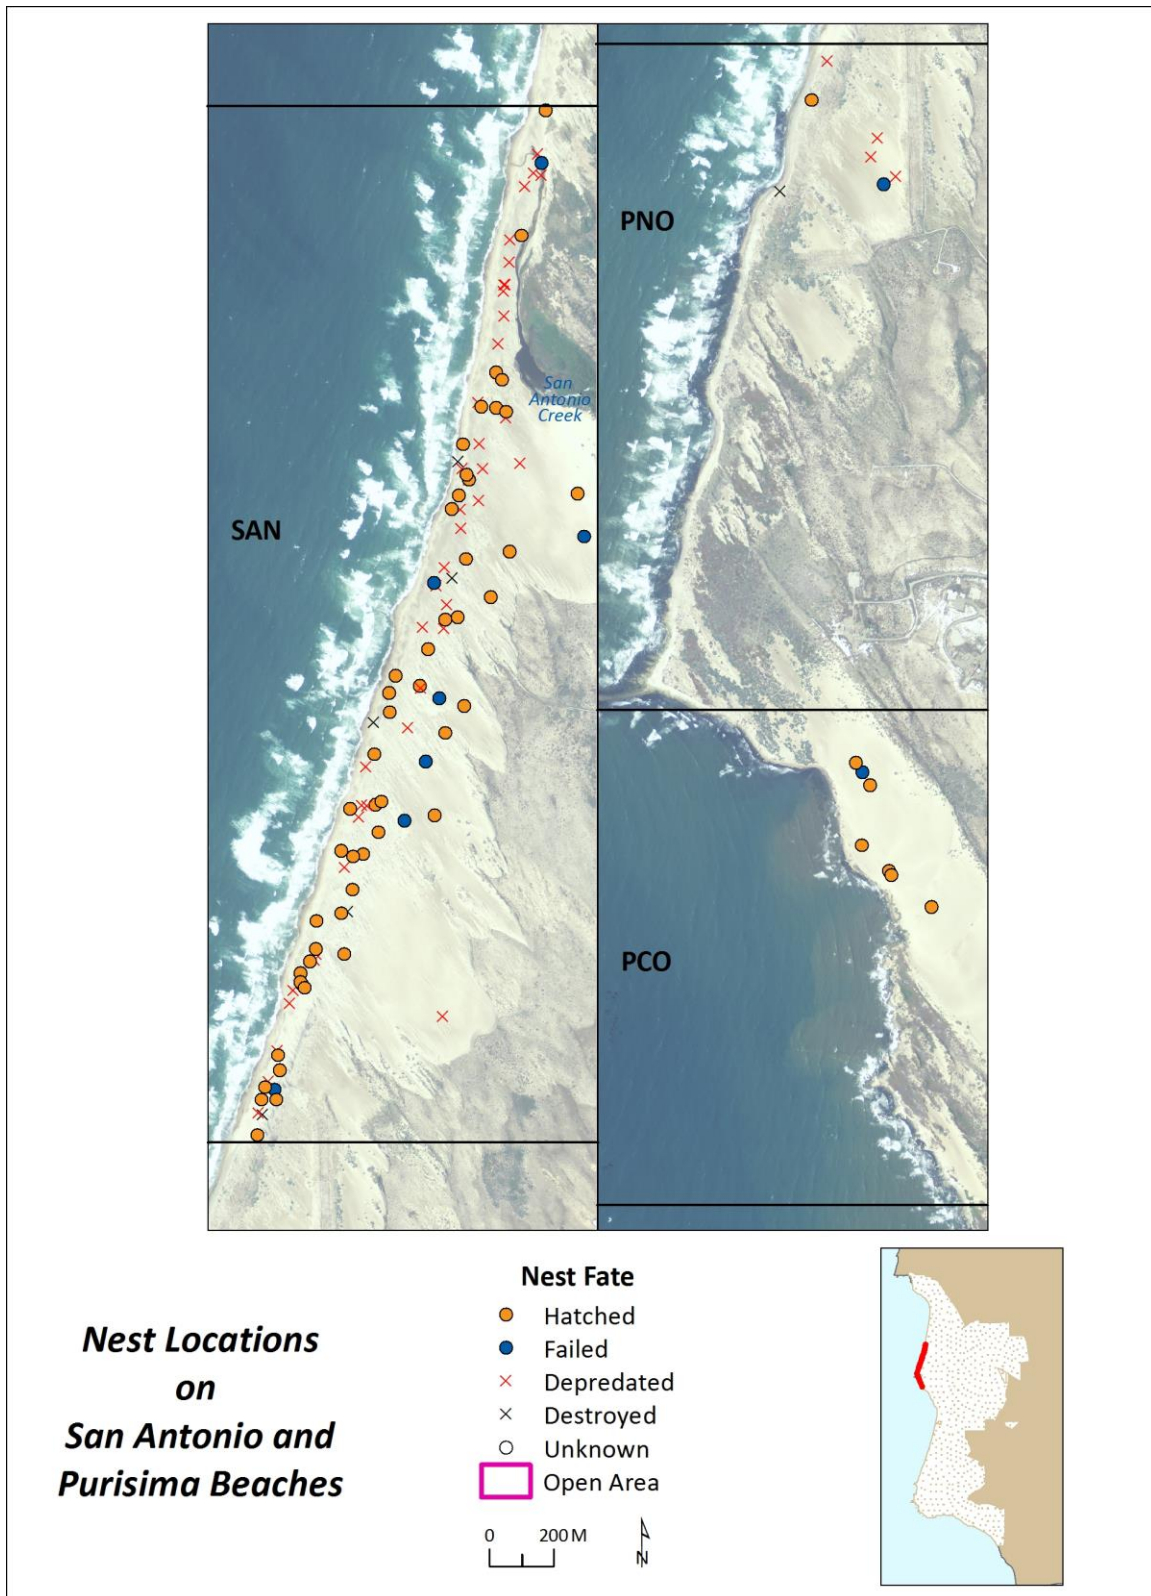 PNO
San
Antonio
Creek
SAN
PCO
Nest Locations
on
San Antonio and
Purisima Beaches
Nest Fate
Hatched
Failed
Depredated
Destroyed
Unknown
Open Area
0 200 M
N